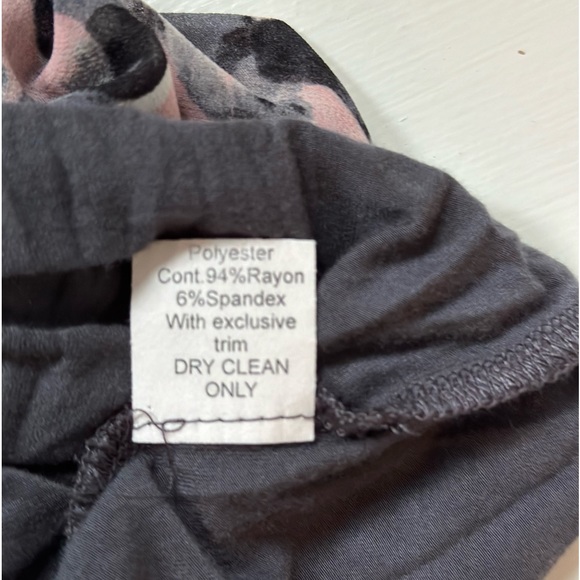 Polyester
Cont.94%Rayon
6%Spandex
With exclusive
trim
DRY CLEAN
ONLY